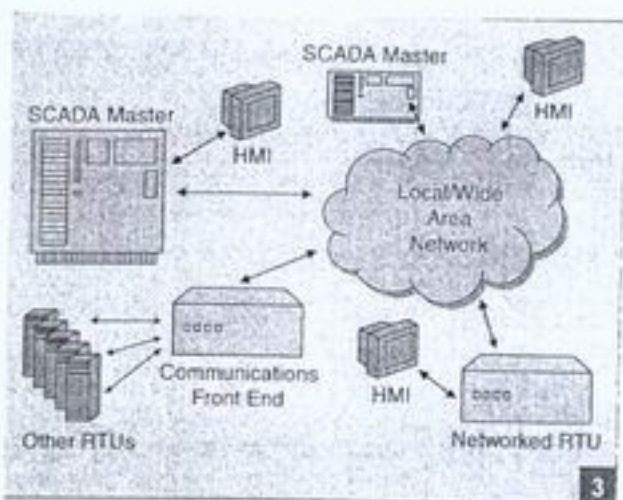 SCADA Master
HMI
SCADA Master
HMI
Local/Wide
Area
Network
Communications
Front End
Other RTUs
HMI
Networked RTU
3